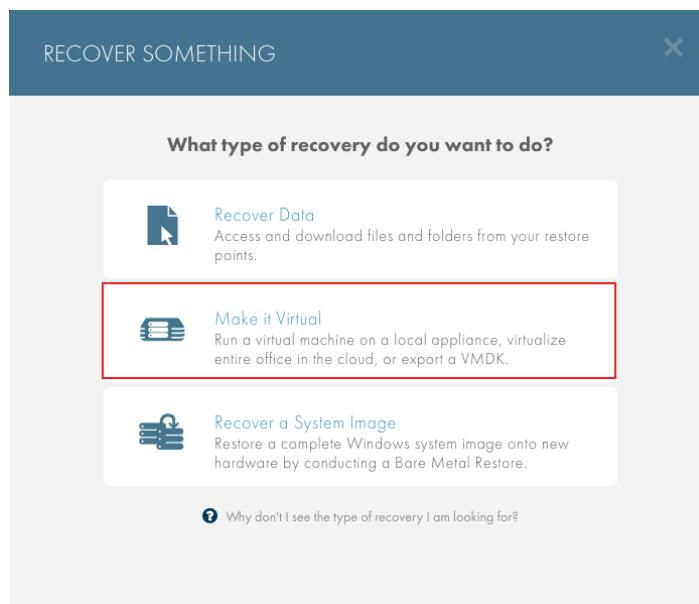 RECOVER SOMETHING
What type of recovery do you want to do?
Recover Data
Access and download files and folders from your restore
points.
Make it Virtual
Run a virtual machine on a local appliance, virtualize
entire office in the cloud, or export a VMDK.
Recover a System Image
Restore a complete Windows system image onto new
hardware by conducting a Bare Metal Restore.
Why don't I see the type of recovery I am looking for?